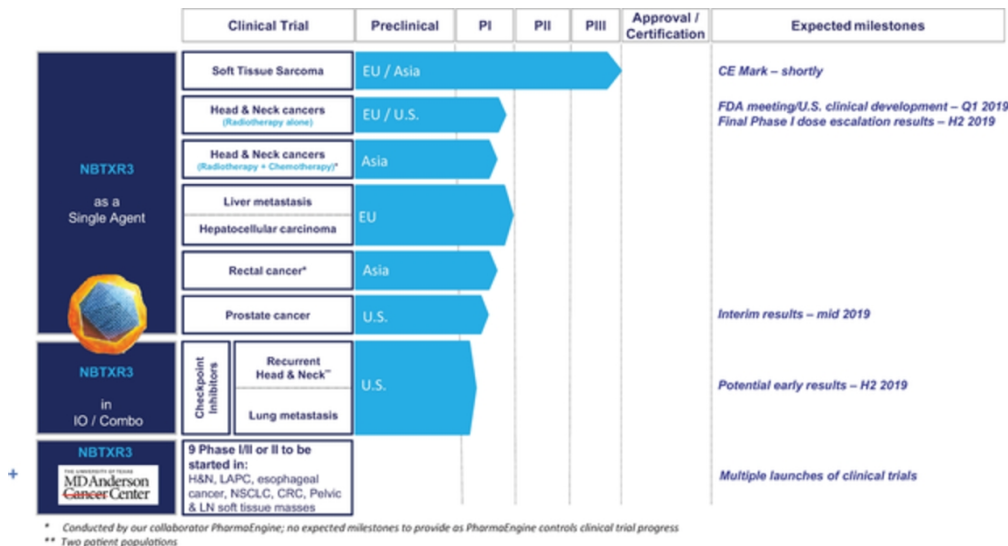 Clinical Trial Preclinical PI PII PIII Approval / Certification Expected milestones
NBTXR3
as a
Single Agent
Soft Tissue Sarcoma EU / Asia CE Mark – shortly
Head & Neck cancers
(Radiotherapy alone)
EU / U.S.
FDA meeting/U.S. clinical development – Q1 2019
Final Phase I dose escalation results – H2 2019
Head & Neck cancers
(Radiotherapy + Chemotherapy)*
Asia
Liver metastasis
Hepatocellular carcinoma
EU
Rectal cancer* Asia
Prostate cancer U.S. Interim results – mid 2019
NBTXR3
in
IO / Combo
Checkpoint
Inhibitors
Recurrent
Head & Neck**
Lung metastasis
U.S.
Potential early results – H2 2019
+
NBTXR3
THE UNIVERSITY OF TEXAS
MD Anderson
Cancer Center
9 Phase I/II or II to be
started in:
H&N, LAPC, esophageal
cancer, NSCLC, CRC, Pelvic
& LN soft tissue masses
Multiple launches of clinical trials
* Conducted by our collaborator PharmaEngine; no expected milestones to provide as PharmaEngine controls clinical trial progress
** Two patient populations